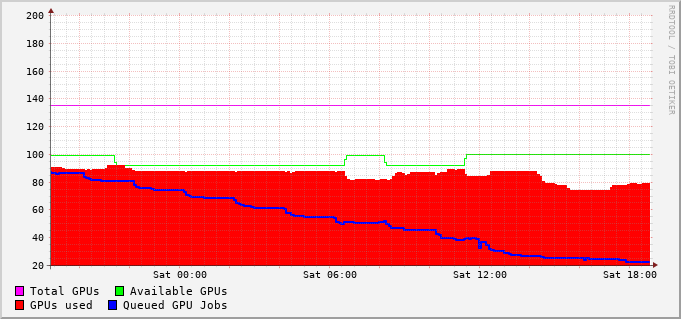 200
180
160
140
120
100
80
60
40
20
Sat 00:00 Sat 06:00 Sat 12:00 Sat 18:00
Total GPUs Available GPUs
GPUs used Queued GPU Jobs
RRDTOOL / TOBI OETIKER